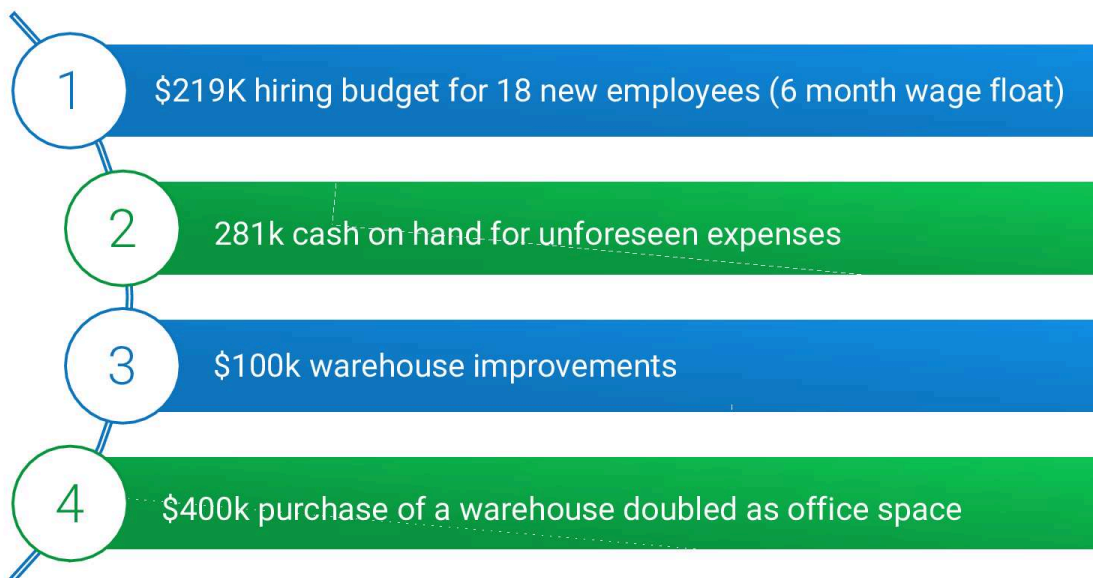 1
$219K hiring budget for 18 new employees (6 month wage float)
2
281k cash on hand for unforeseen expenses
3
$100k warehouse improvements
4
$400k purchase of a warehouse doubled as office space